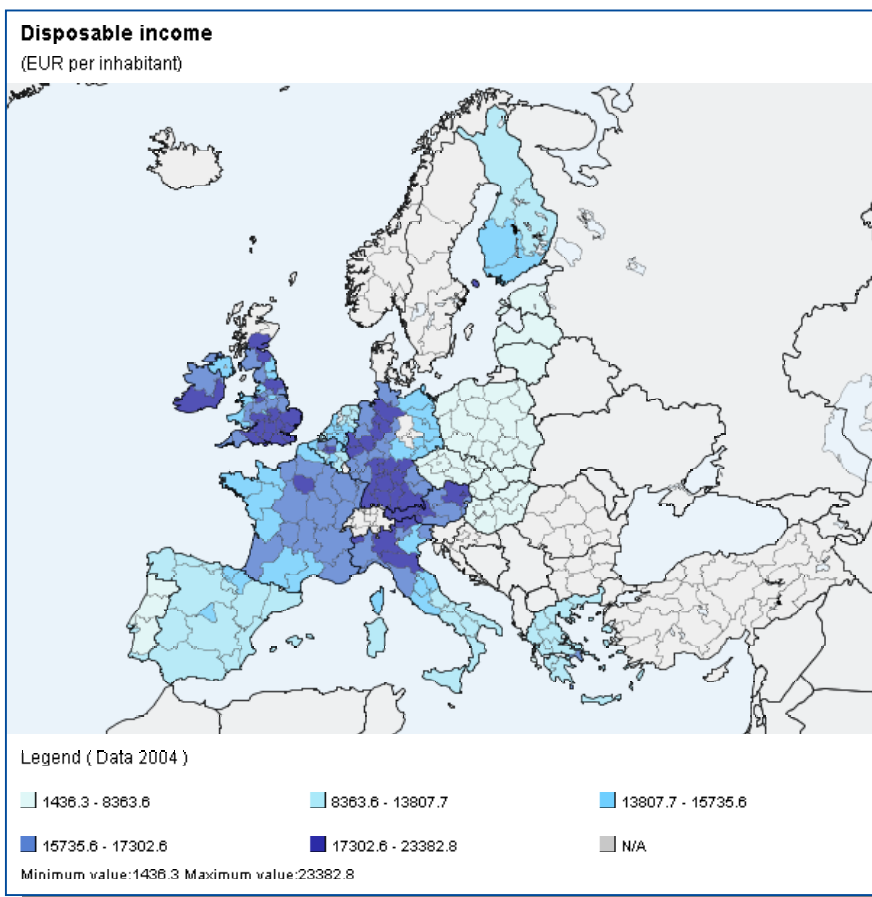 Disposable income
(EUR per inhabitant)
Legend ( Data 2004 )
1436.3 - 8363.6
8363.6 - 13807.7
13807.7 - 15735.6
15735.6 - 17302.6
17302.6 - 23382.8
N/A
Minimum value:1436.3 Maximum value:23382.8